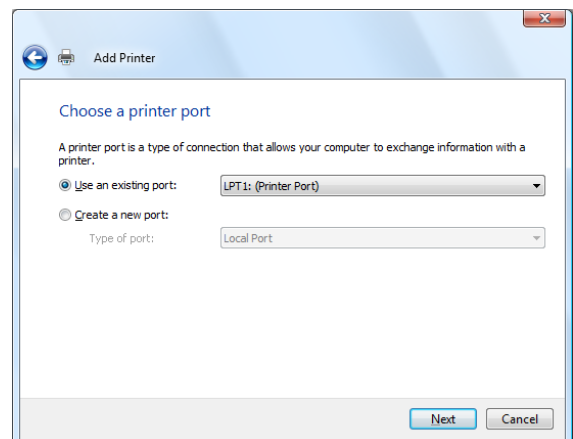 Add Printer
Choose a printer port
A printer port is a type of connection that allows your computer to exchange information with a
printer.
Use an existing port: LPT1: (Printer Port)
Create a new port:
Type of port: Local Port
Next Cancel